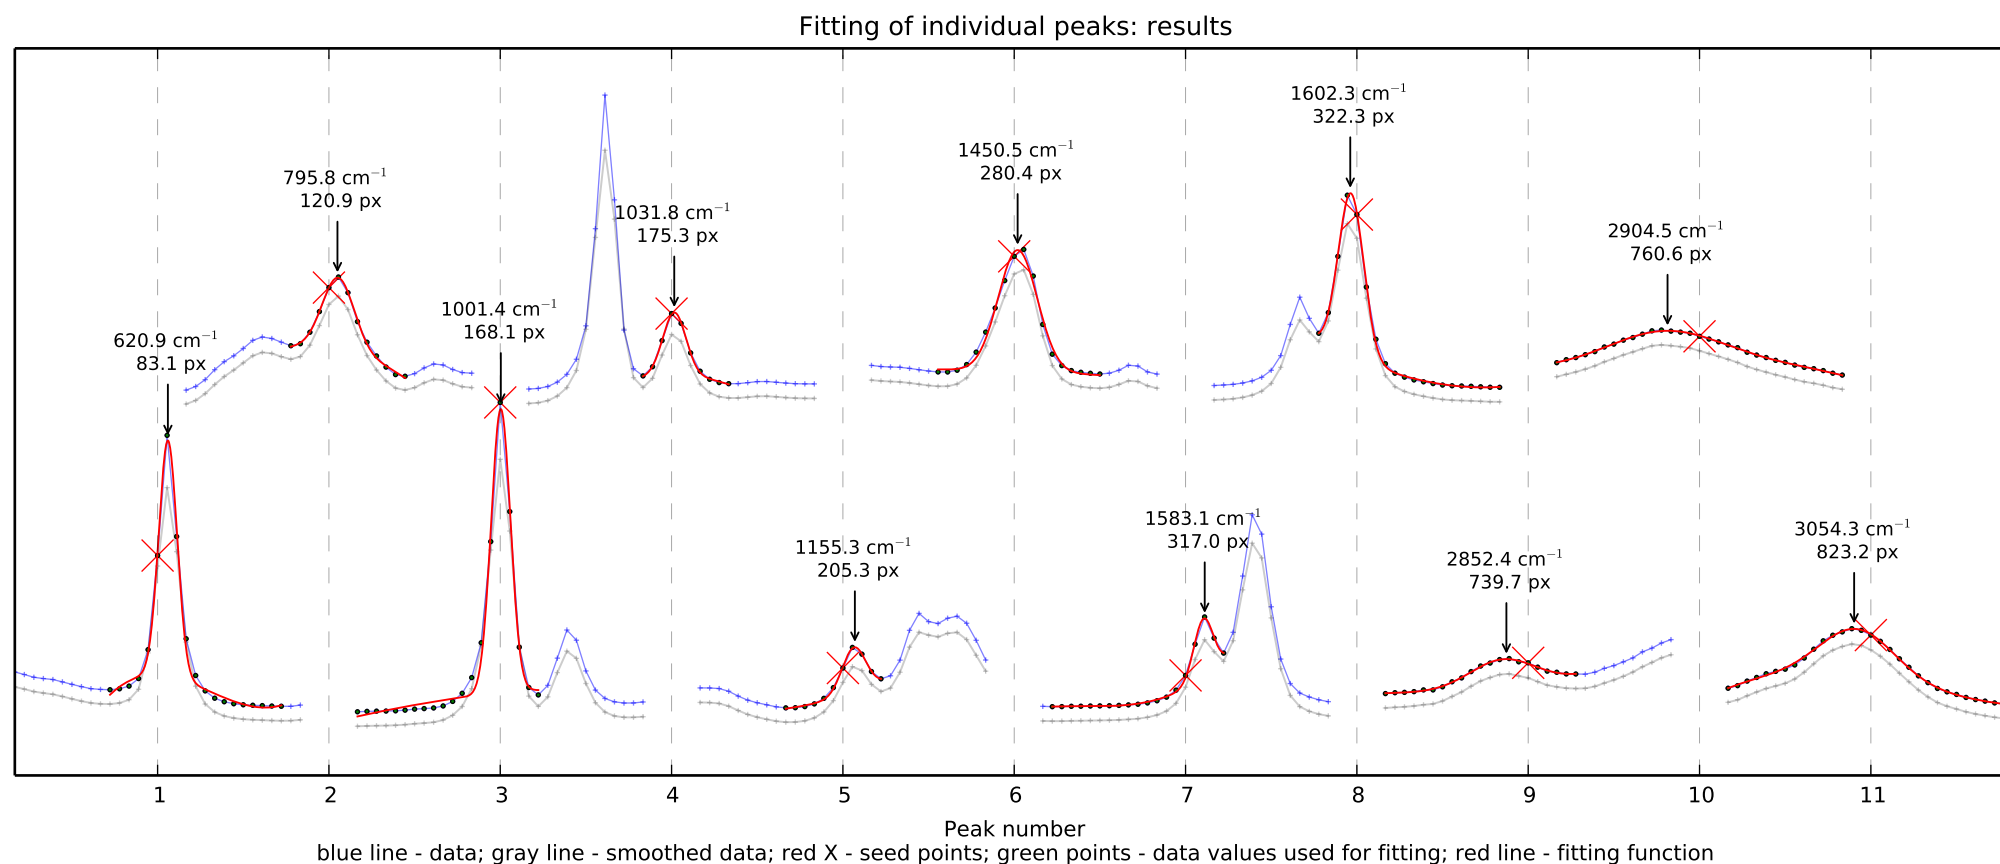 Fitting of individual peaks: results
620.9 cm⁻¹
83.1 px
795.8 cm⁻¹
120.9 px
1001.4 cm⁻¹
168.1 px
1031.8 cm⁻¹
175.3 px
1155.3 cm⁻¹
205.3 px
1450.5 cm⁻¹
280.4 px
1583.1 cm⁻¹
317.0 px
1602.3 cm⁻¹
322.3 px
2852.4 cm⁻¹
739.7 px
2904.5 cm⁻¹
760.6 px
3054.3 cm⁻¹
823.2 px
1 2 3 4 5 6 7 8 9 10 11
Peak number
blue line - data; gray line - smoothed data; red X - seed points; green points - data values used for fitting; red line - fitting function